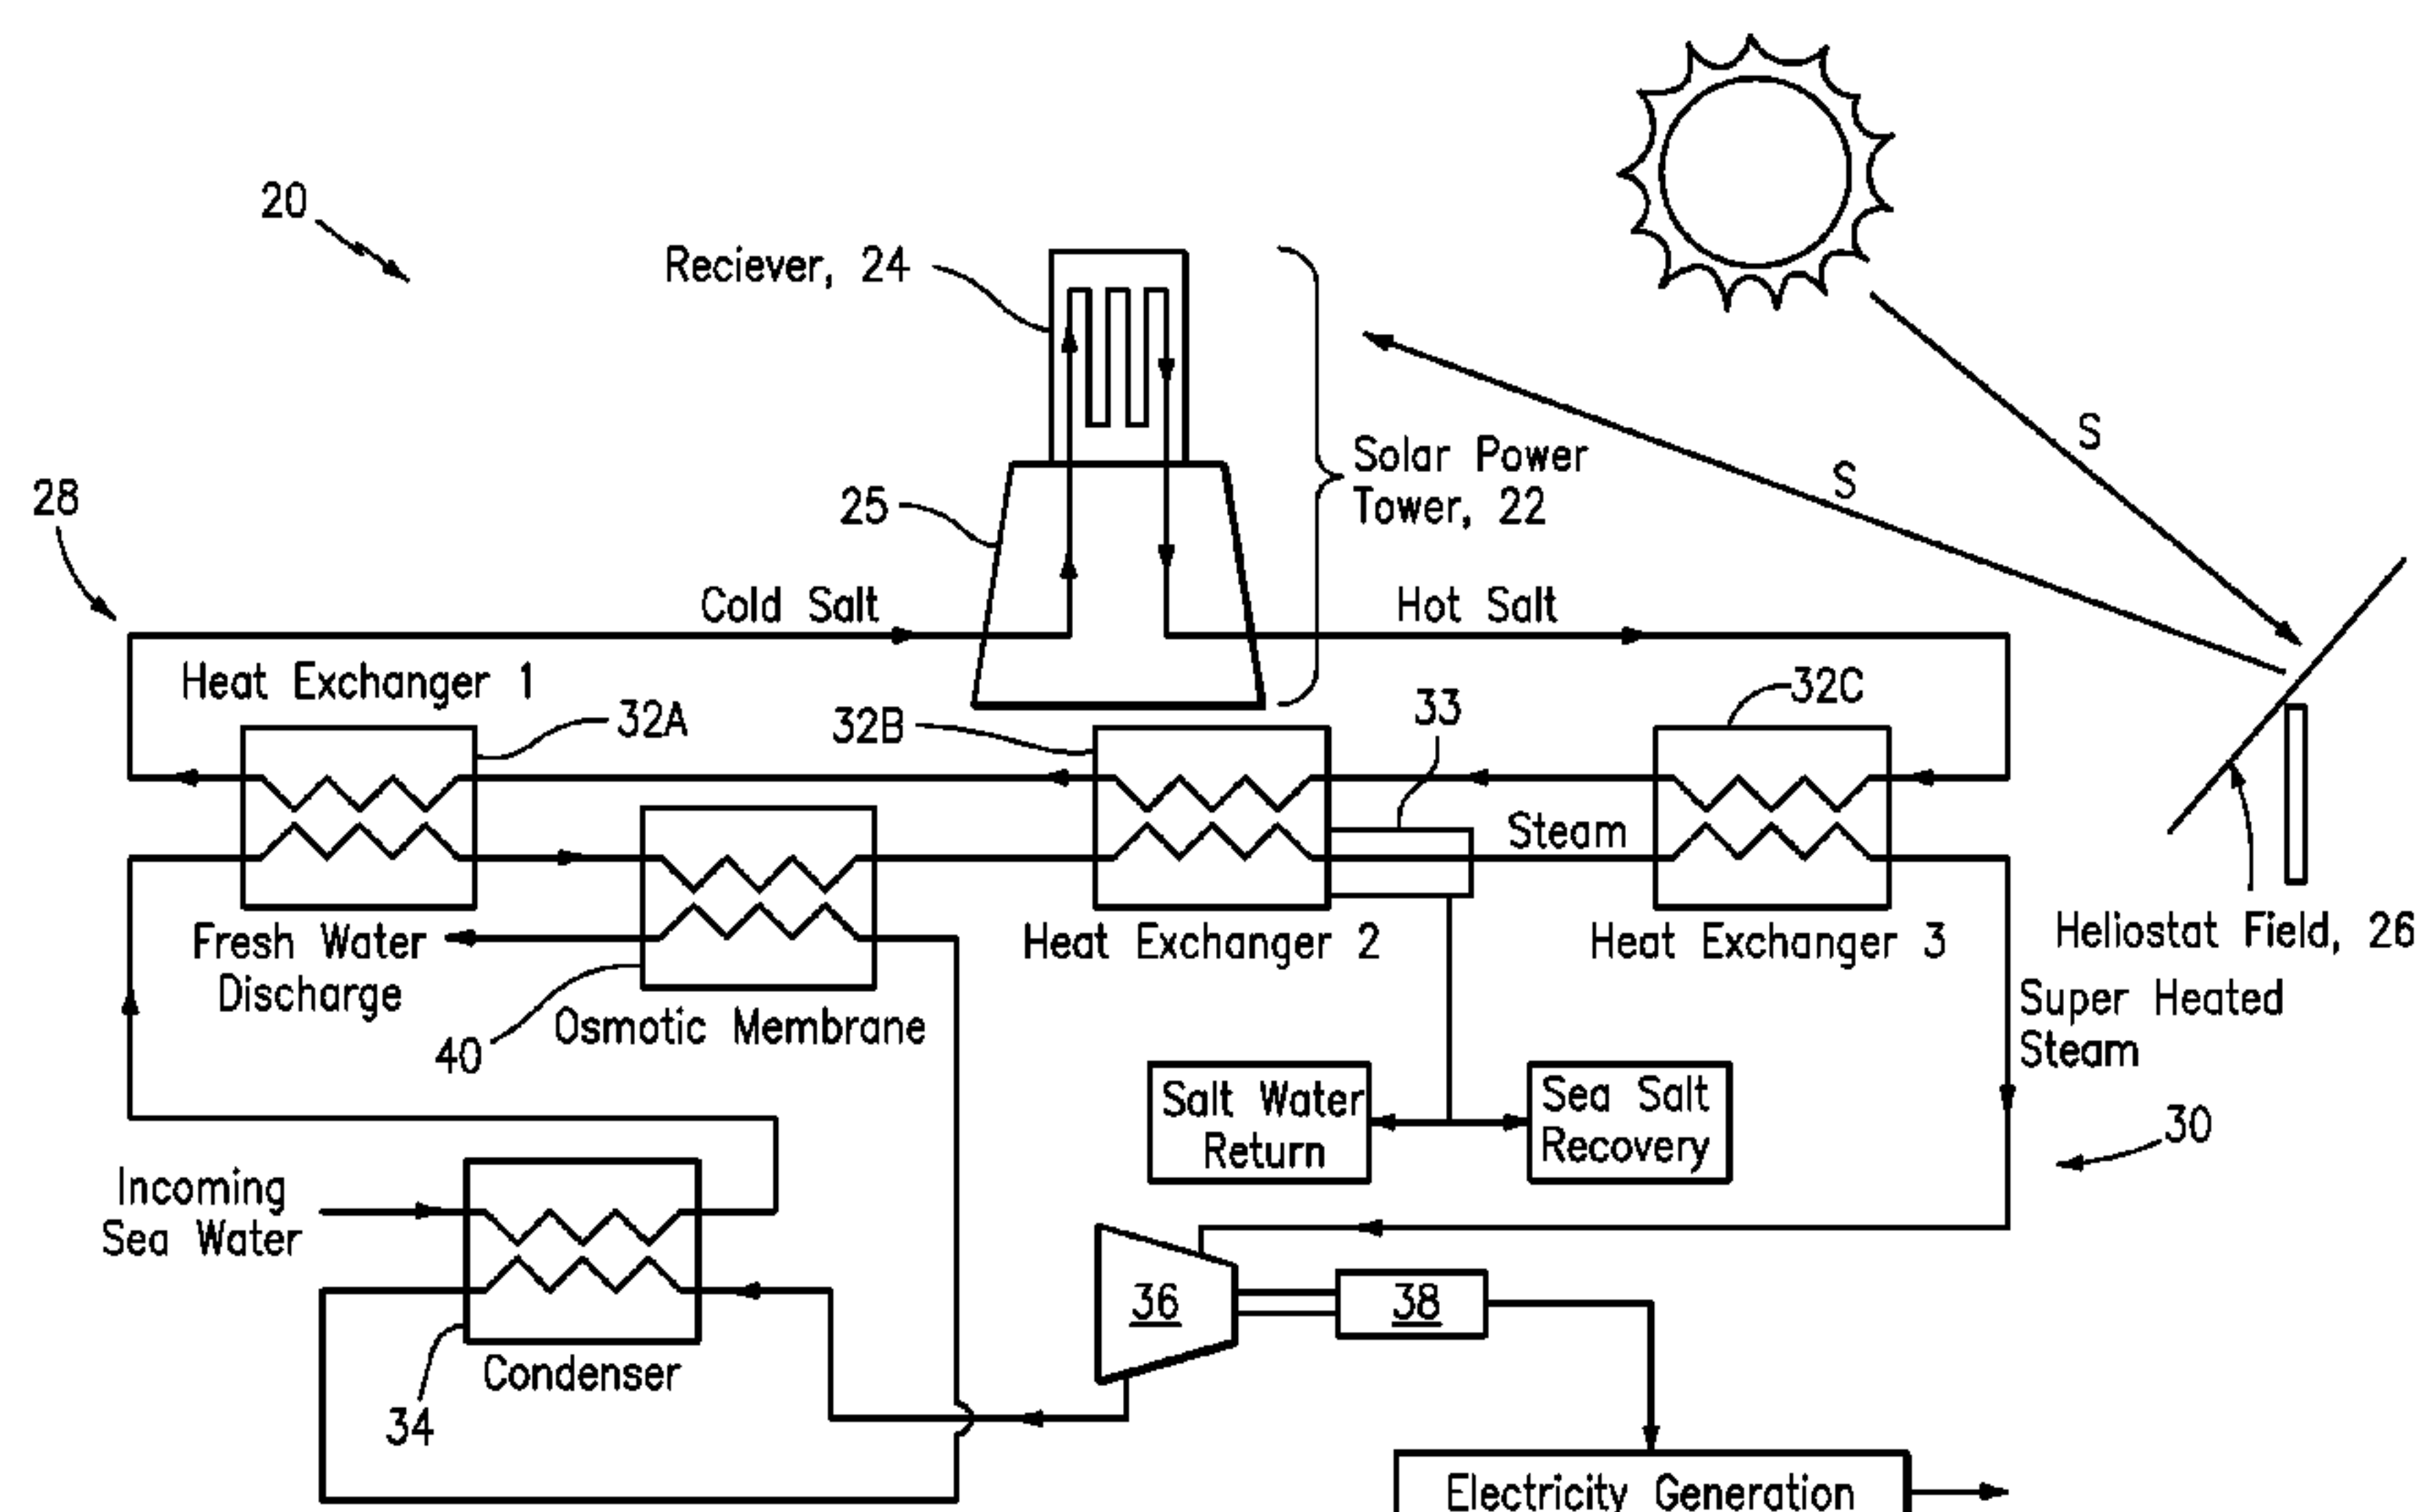 20
Reciever, 24
S
S
Solar Power
Tower, 22
28
25
Cold Salt
Hot Salt
Heat Exchanger 1
32A
32B
33
32C
Steam
Fresh Water
Discharge
Heat Exchanger 2
Heat Exchanger 3
Heliostat Field, 26
40
Osmotic Membrane
Super Heated
Steam
Salt Water
Return
Sea Salt
Recovery
30
Incoming
Sea Water
36
38
Condenser
34
Electricity Generation